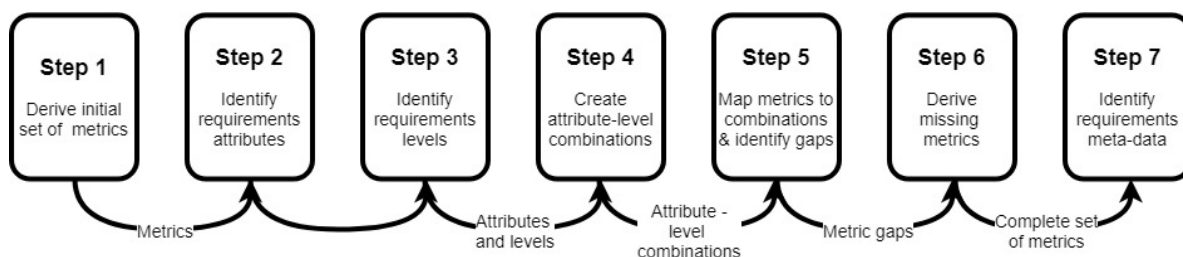 Step 1
Derive initial
set of metrics
Step 2
Identify
requirements
attributes
Step 3
Identify
requirements
levels
Step 4
Create
attribute-level
combinations
Step 5
Map metrics to
combinations
& identify gaps
Step 6
Derive
missing
metrics
Step 7
Identify
requirements
meta-data
Metrics
Attributes
and levels
Attribute -
level
combinations
Metric gaps
Complete set
of metrics